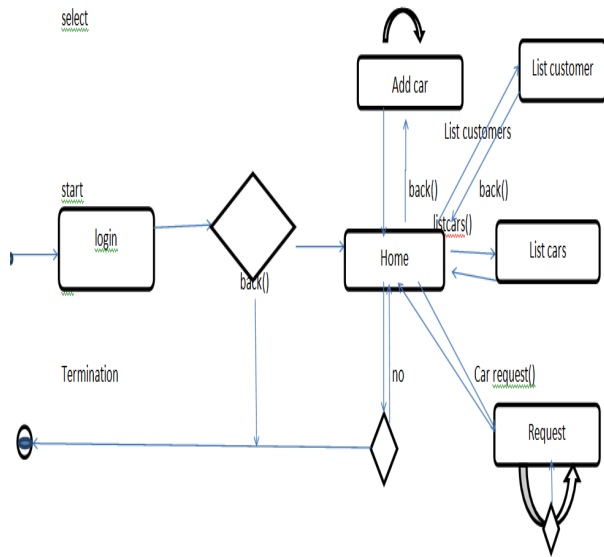 select
Add car
List customer
List customers
back()
back()
start
login
listcars()
Home
List cars
back()
Termination
no
Car request()
Request